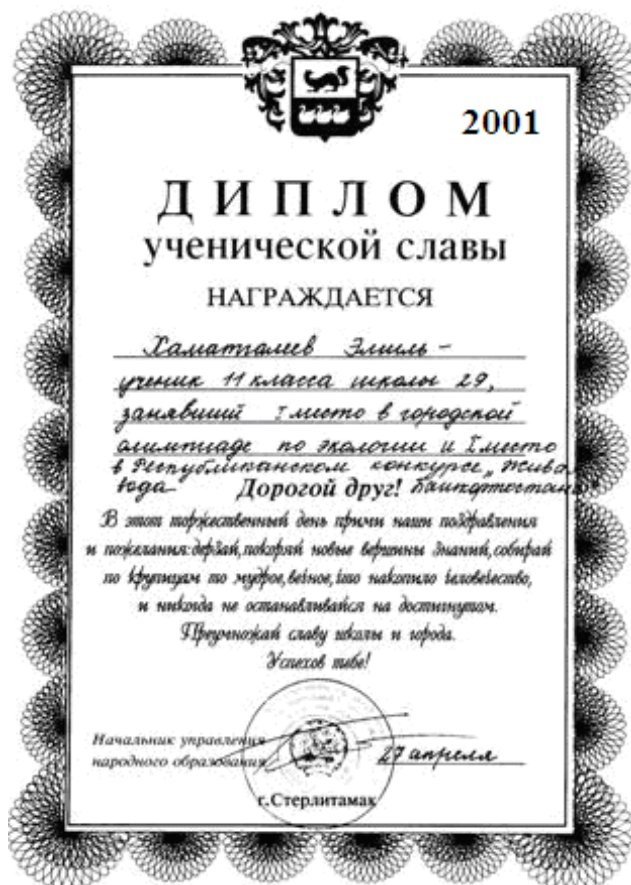 2001
ДИПЛОМ
ученической славы
НАГРАЖДАЕТСЯ
Хаматгалеев Эмиль -
ученик 11 класса школы 29,
занявший I место в городской
олимпиаде по экологии и I место
в Республиканском конкурсе "Жива
вода Дорогой друг! Башкортостан"
В этот торжественный день прими наши поздравления
и пожелания: дерзай, покоряй новые вершины знаний, собирай
по крупицам то мудрое, вечное, что накопило человечество,
и никогда не останавливайся на достигнутом.
Преумножай славу школы и города.
Успехов тебе!
Начальник управления
народного образования 27 апреля
г.Стерлитамак